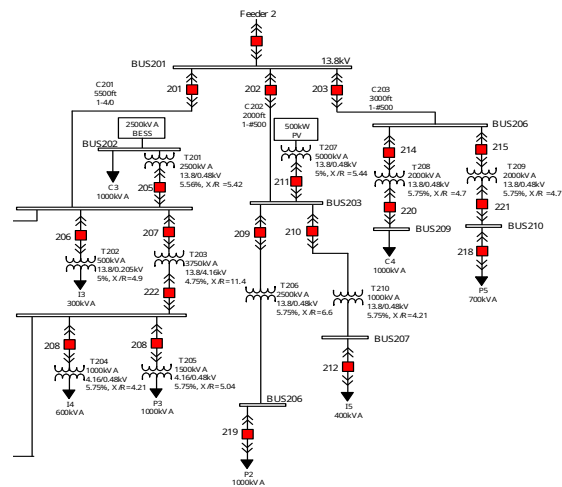 Feeder 2
BUS201
13.8kV
C201
5500ft
1-4/0
201
202
C202
2000ft
1-#500
203
C203
3000ft
1-#500
2500kVA
BESS
BUS202
T201
2500kVA
13.8/0.48kV
5.56%, X/R=5.42
205
C3
1000kVA
500kW
PV
T207
5000kVA
13.8/0.48kV
5%, X/R=5.44
211
BUS203
BUS206
214
T208
2000kVA
13.8/0.48kV
5.75%, X/R=4.7
220
BUS209
C4
1000kVA
215
T209
2000kVA
13.8/0.48kV
5.75%, X/R=4.7
221
BUS210
218
P5
700kVA
206
T202
500kVA
13.8/0.205kV
5%, X/R=4.9
I3
300kVA
207
T203
3750kVA
13.8/4.16kV
4.75%, X/R=11.4
222
209
T206
2500kVA
13.8/0.48kV
5.75%, X/R=6.6
210
T210
1000kVA
13.8/0.48kV
5.75%, X/R=4.21
BUS207
212
I5
400kVA
208
T204
1000kVA
4.16/0.48kV
5.75%, X/R=4.21
I4
600kVA
208
T205
1500kVA
4.16/0.48kV
5.75%, X/R=5.04
P3
1000kVA
BUS206
219
P2
1000kVA